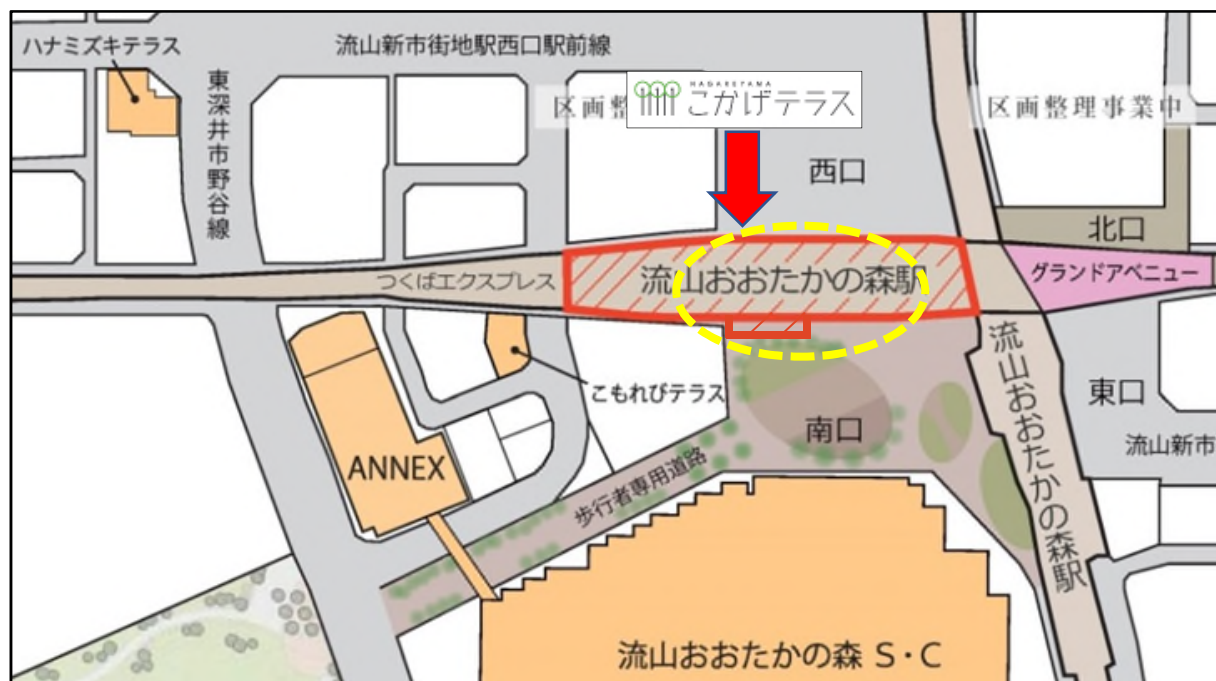 ハナミズキテラス
流山新市街地駅西口駅前線
東深井市野谷線
区画整
NAGAREYAMA
こかげテラス
区画整理事業中
西口
北口
つくばエクスプレス
流山おおたかの森駅
グランドアベニュー
こもれびテラス
南口
流山おおたかの森駅
東口
流山新市
ANNEX
歩行者専用道路
流山おおたかの森 S・C